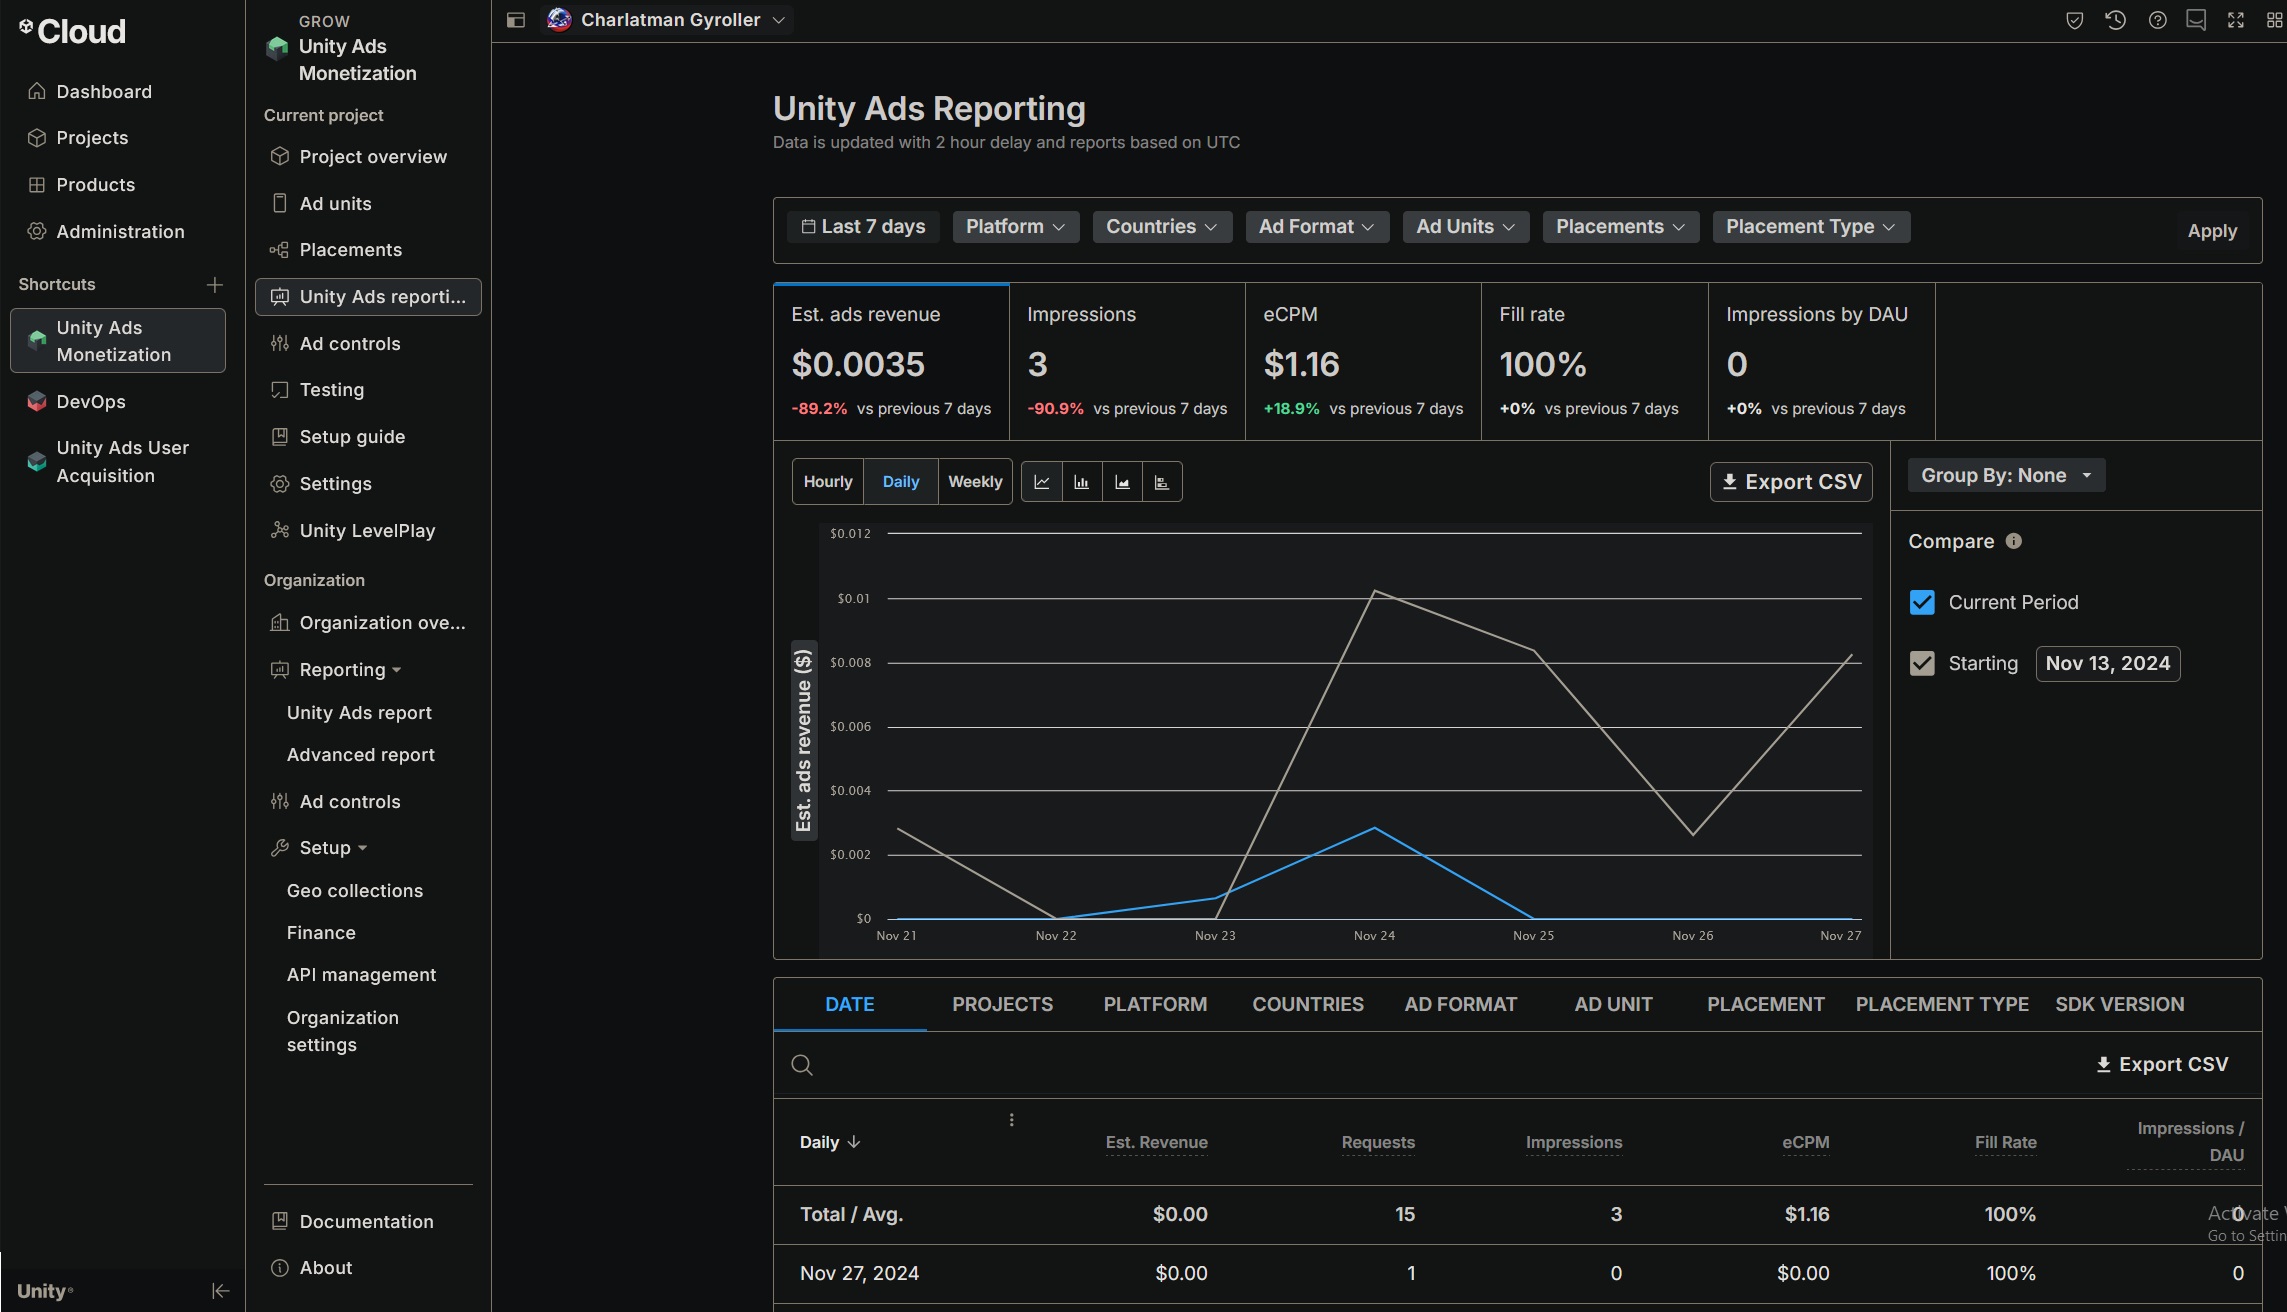 Cloud
Dashboard
Projects
Products
Administration
Shortcuts
Unity Ads
Monetization
DevOps
Unity Ads User
Acquisition
Unity
GROW
Unity Ads
Monetization
Current project
Project overview
Ad units
Placements
Unity Ads reporti...
Ad controls
Testing
Setup guide
Settings
Unity LevelPlay
Organization
Organization ove...
Reporting
Unity Ads report
Advanced report
Ad controls
Setup
Geo collections
Finance
API management
Organization
settings
Documentation
About
Charlatman Gyroller
Unity Ads Reporting
Data is updated with 2 hour delay and reports based on UTC
Last 7 days Platform Countries Ad Format Ad Units Placements Placement Type Apply
Est. ads revenue Impressions eCPM Fill rate Impressions by DAU
$0.0035 3 $1.16 100% 0
-89.2% vs previous 7 days -90.9% vs previous 7 days +18.9% vs previous 7 days +0% vs previous 7 days +0% vs previous 7 days
Hourly Daily Weekly Export CSV
Group By: None
Compare
Current Period
Starting Nov 13, 2024
Est. ads revenue ($)
$0.012
$0.01
$0.008
$0.006
$0.004
$0.002
$0
Nov 21 Nov 22 Nov 23 Nov 24 Nov 25 Nov 26 Nov 27
DATE PROJECTS PLATFORM COUNTRIES AD FORMAT AD UNIT PLACEMENT PLACEMENT TYPE SDK VERSION
Export CSV
Daily Est. Revenue Requests Impressions eCPM Fill Rate Impressions /
DAU
Total / Avg. $0.00 15 3 $1.16 100% 0
Activate
Go to Settin
Nov 27, 2024 $0.00 1 0 $0.00 100% 0